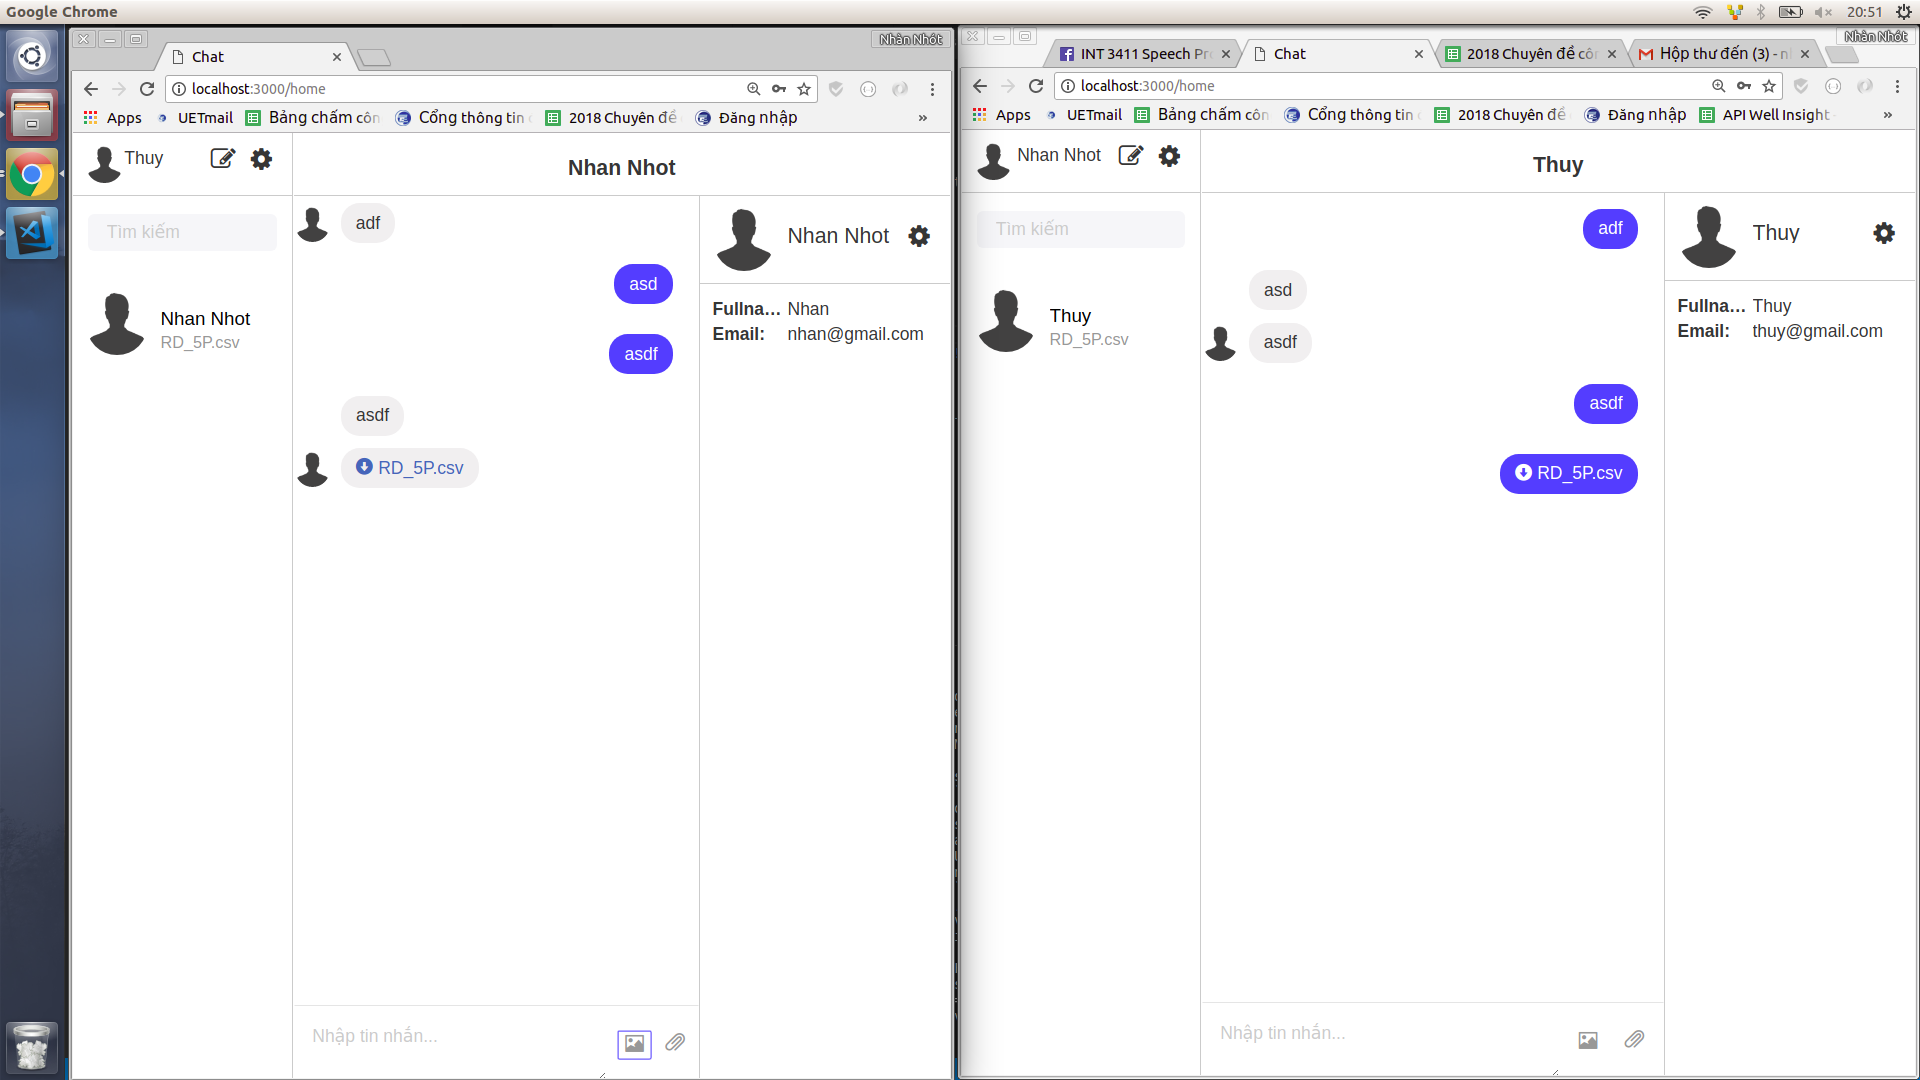 Google Chrome
20:51
Chat
Nhân Nhót
localhost:3000/home
Apps
UETmail
Bảng chấm côn
Cổng thông tin
2018 Chuyên đề
Đăng nhập
»
Thuy
Nhan Nhot
Tìm kiếm
Nhan Nhot
RD_5P.csv
adf
asd
asdf
asdf
RD_5P.csv
Nhan Nhot
Fullna... Nhan
Email: nhan@gmail.com
Nhập tin nhắn...
INT 3411 Speech Pr
Chat
2018 Chuyên đề côn
Hộp thư đến (3) - n
Nhân Nhót
localhost:3000/home
Apps
UETmail
Bảng chấm côn
Cổng thông tin
2018 Chuyên đề
Đăng nhập
API Well Insight
»
Nhan Nhot
Thuy
Tìm kiếm
Thuy
RD_5P.csv
adf
asd
asdf
asdf
RD_5P.csv
Thuy
Fullna... Thuy
Email: thuy@gmail.com
Nhập tin nhắn...